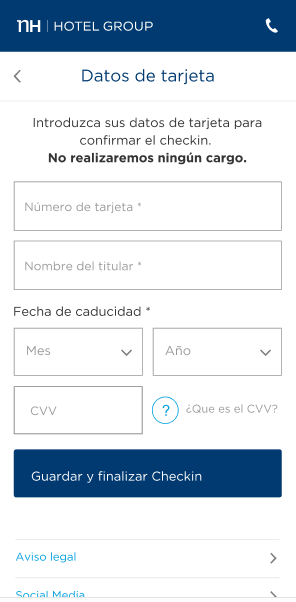 nH | HOTEL GROUP
Datos de tarjeta
Introduzca sus datos de tarjeta para
confirmar el checkin.
No realizaremos ningún cargo.
Número de tarjeta *
Nombre del titular *
Fecha de caducidad *
Mes
Año
CVV
?
¿Que es el CVV?
Guardar y finalizar Checkin
Aviso legal
Social Media